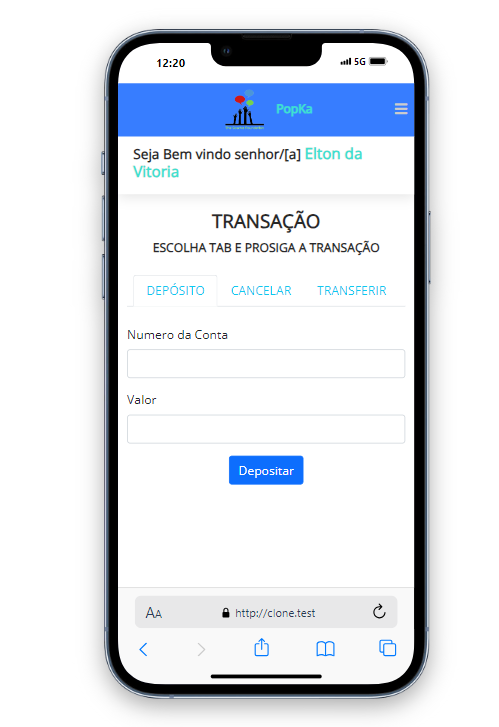 12:20
5G
PopKa
Seja Bem vindo senhor/[a] Elton da
Vitoria
TRANSAÇÃO
ESCOLHA TAB E PROSIGA A TRANSAÇÃO
DEPÓSITO CANCELAR TRANSFERIR
Numero da Conta
Valor
Depositar
AA http://cione.test